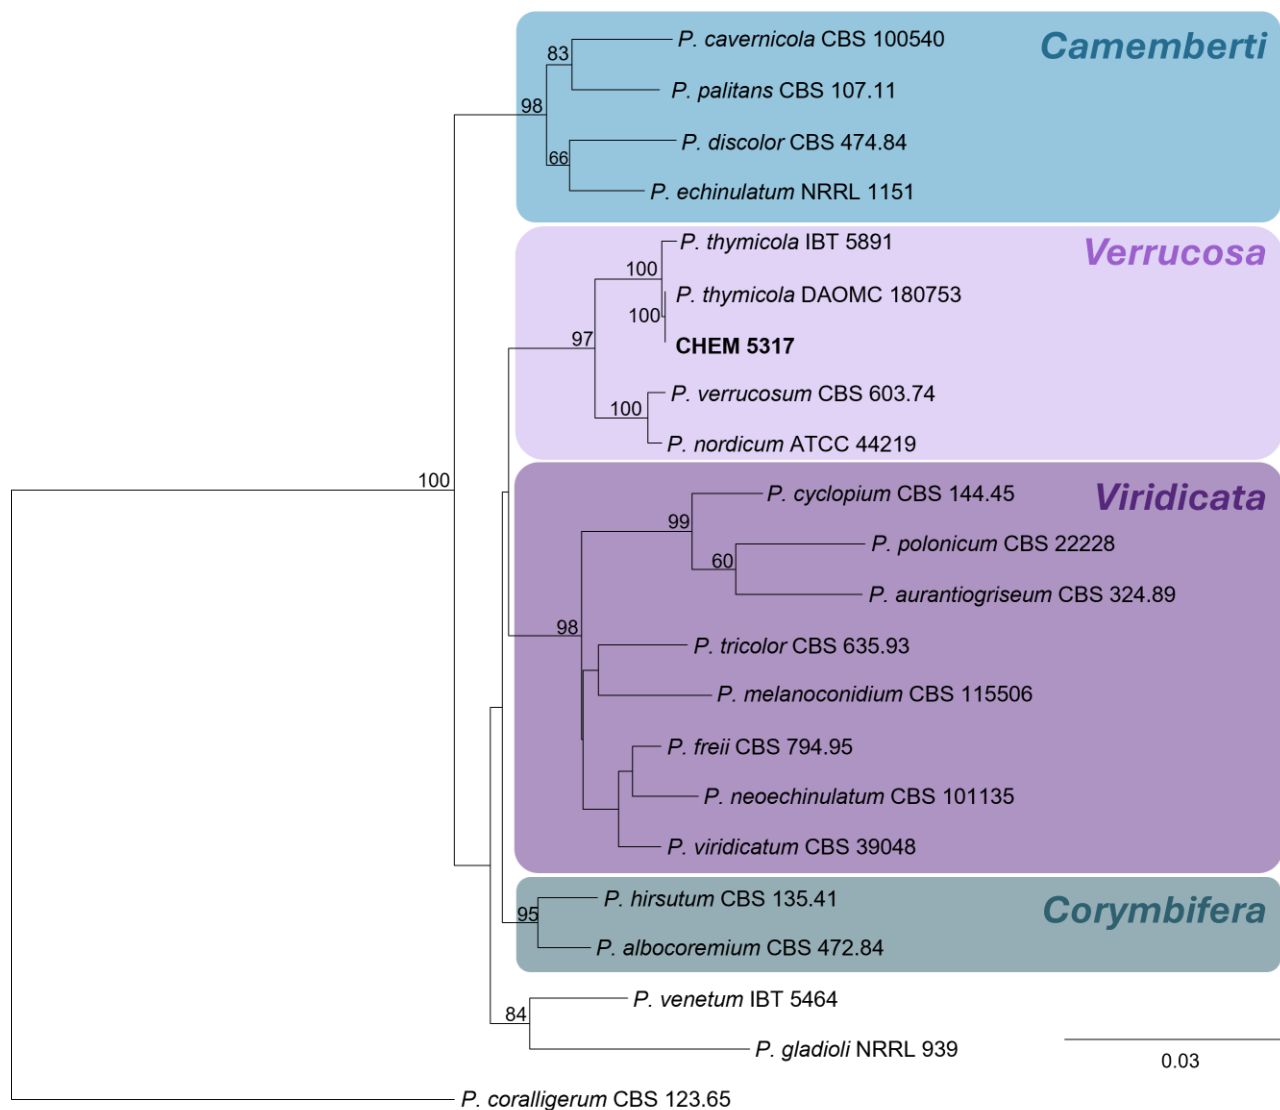 P. cavernicola CBS 100540
Camemberti
83
P. palitans CBS 107.11
98
P. discolor CBS 474.84
66
P. echinulatum NRRL 1151
P. thymicola IBT 5891
Verrucosa
100
P. thymicola DAOMC 180753
100
CHEM 5317
97
P. verrucosum CBS 603.74
100
P. nordicum ATCC 44219
100
P. cyclopium CBS 144.45
Viridicata
99
P. polonicum CBS 22228
60
P. aurantiogriseum CBS 324.89
98
P. tricolor CBS 635.93
P. melanoconidium CBS 115506
P. freii CBS 794.95
P. neoechinulatum CBS 101135
P. viridicatum CBS 39048
P. hirsutum CBS 135.41
Corymbifera
95
P. albocoremium CBS 472.84
P. venetum IBT 5464
84
P. gladioli NRRL 939
0.03
P. coralligerum CBS 123.65